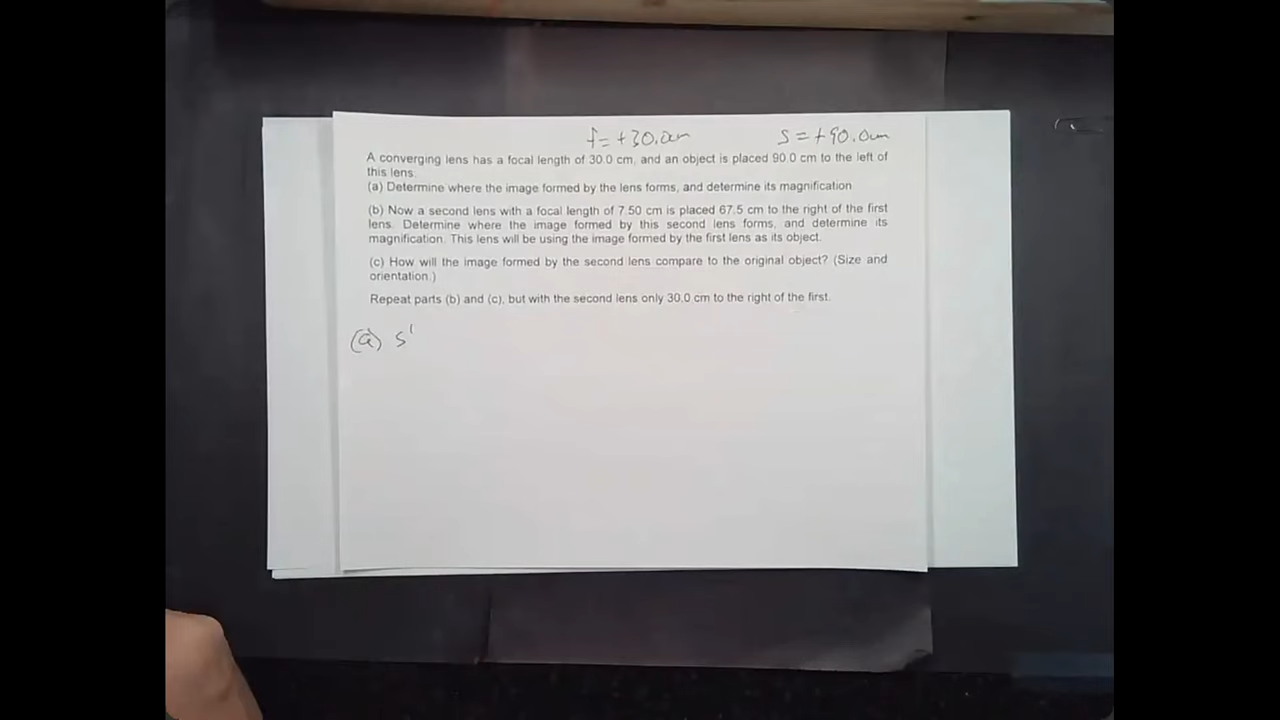 f = +30.0cm s = +90.0cm
A converging lens has a focal length of 30.0 cm, and an object is placed 90.0 cm to the left of
this lens.
(a) Determine where the image formed by the lens forms, and determine its magnification
(b) Now a second lens with a focal length of 7.50 cm is placed 67.5 cm to the right of the first
lens. Determine where the image formed by this second lens forms, and determine its
magnification. This lens will be using the image formed by the first lens as its object.
(c) How will the image formed by the second lens compare to the original object? (Size and
orientation.)
Repeat parts (b) and (c), but with the second lens only 30.0 cm to the right of the first.
(a) s'